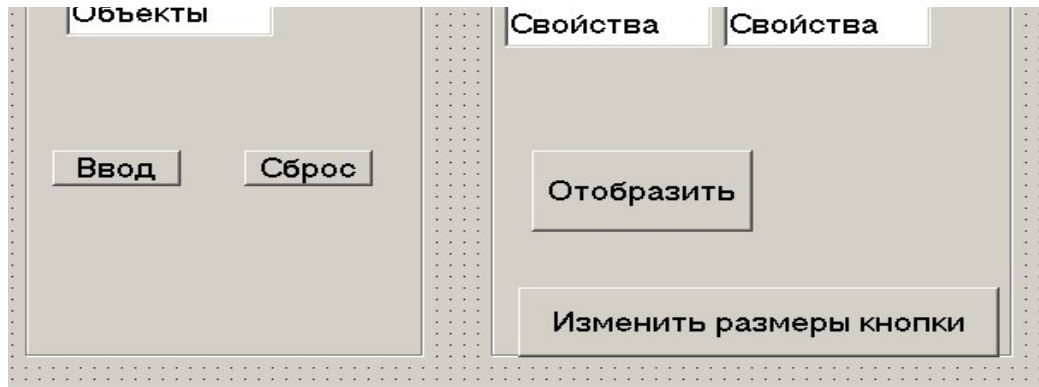 Объекты
Свойства
Свойства
Ввод
Сброс
Отобразить
Изменить размеры кнопки